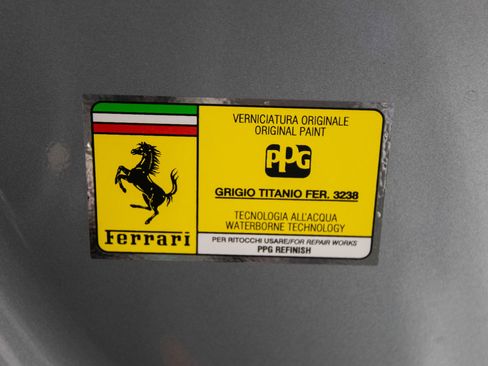 VERNICIATURA ORIGINALE
ORIGINAL PAINT
PPG
GRIGIO TITANIO FER. 3238
TECNOLOGIA ALL'ACQUA
WATERBORNE TECHNOLOGY
Ferrari
PER RITOCCHI USARE/FOR REPAIR WORKS
PPG REFINISH